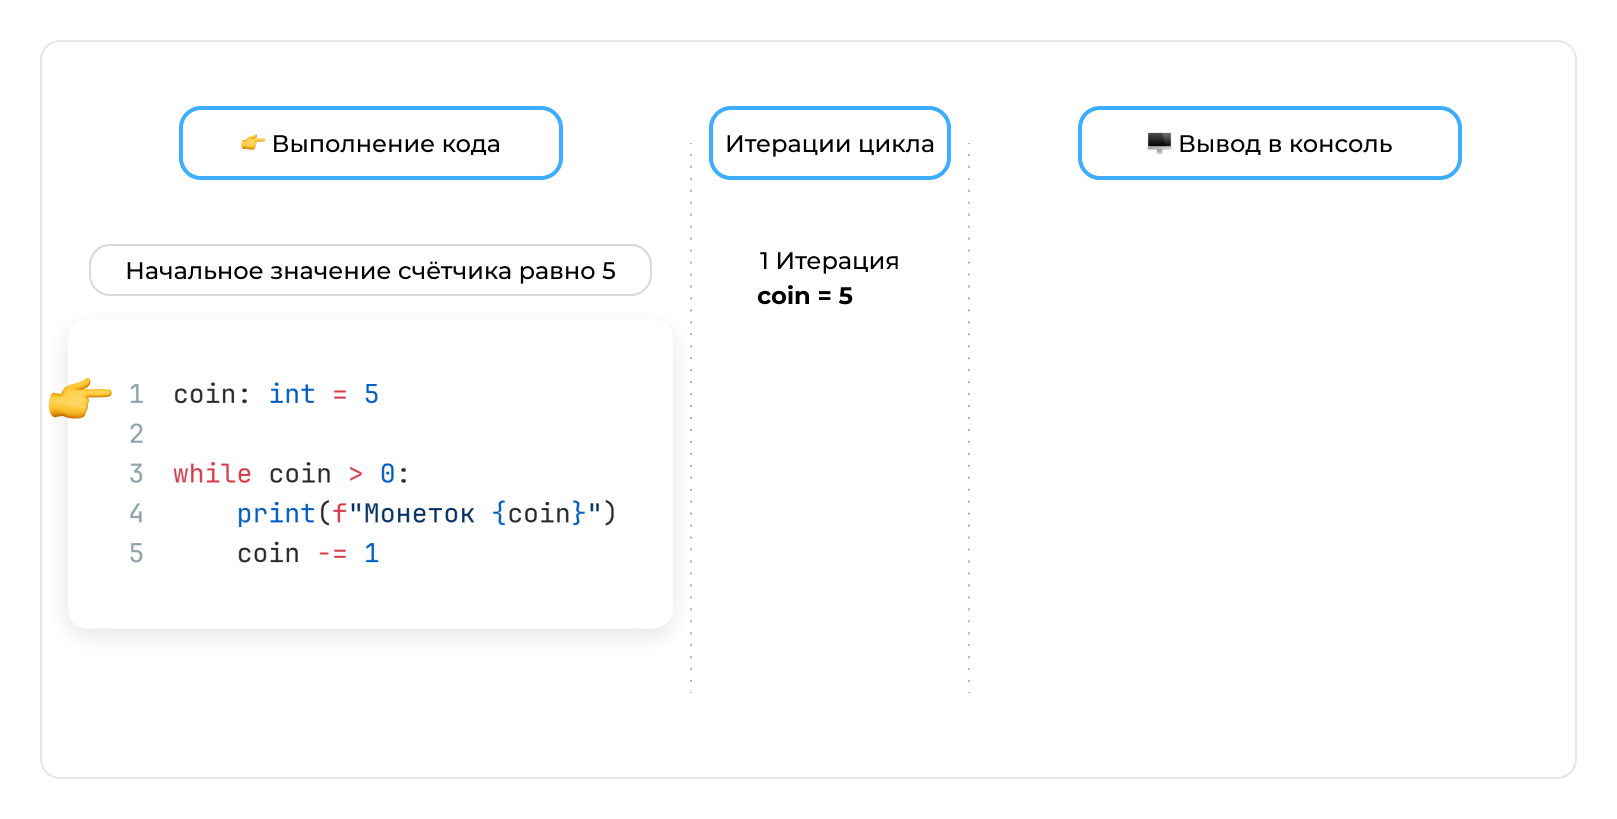 👉 Выполнение кода
Итерации цикла
🖥️ Вывод в консоль
Начальное значение счётчика равно 5
1 Итерация
coin = 5
👉 1 coin: int = 5
2
3 while coin > 0:
4     print(f"Монеток {coin}")
5     coin -= 1